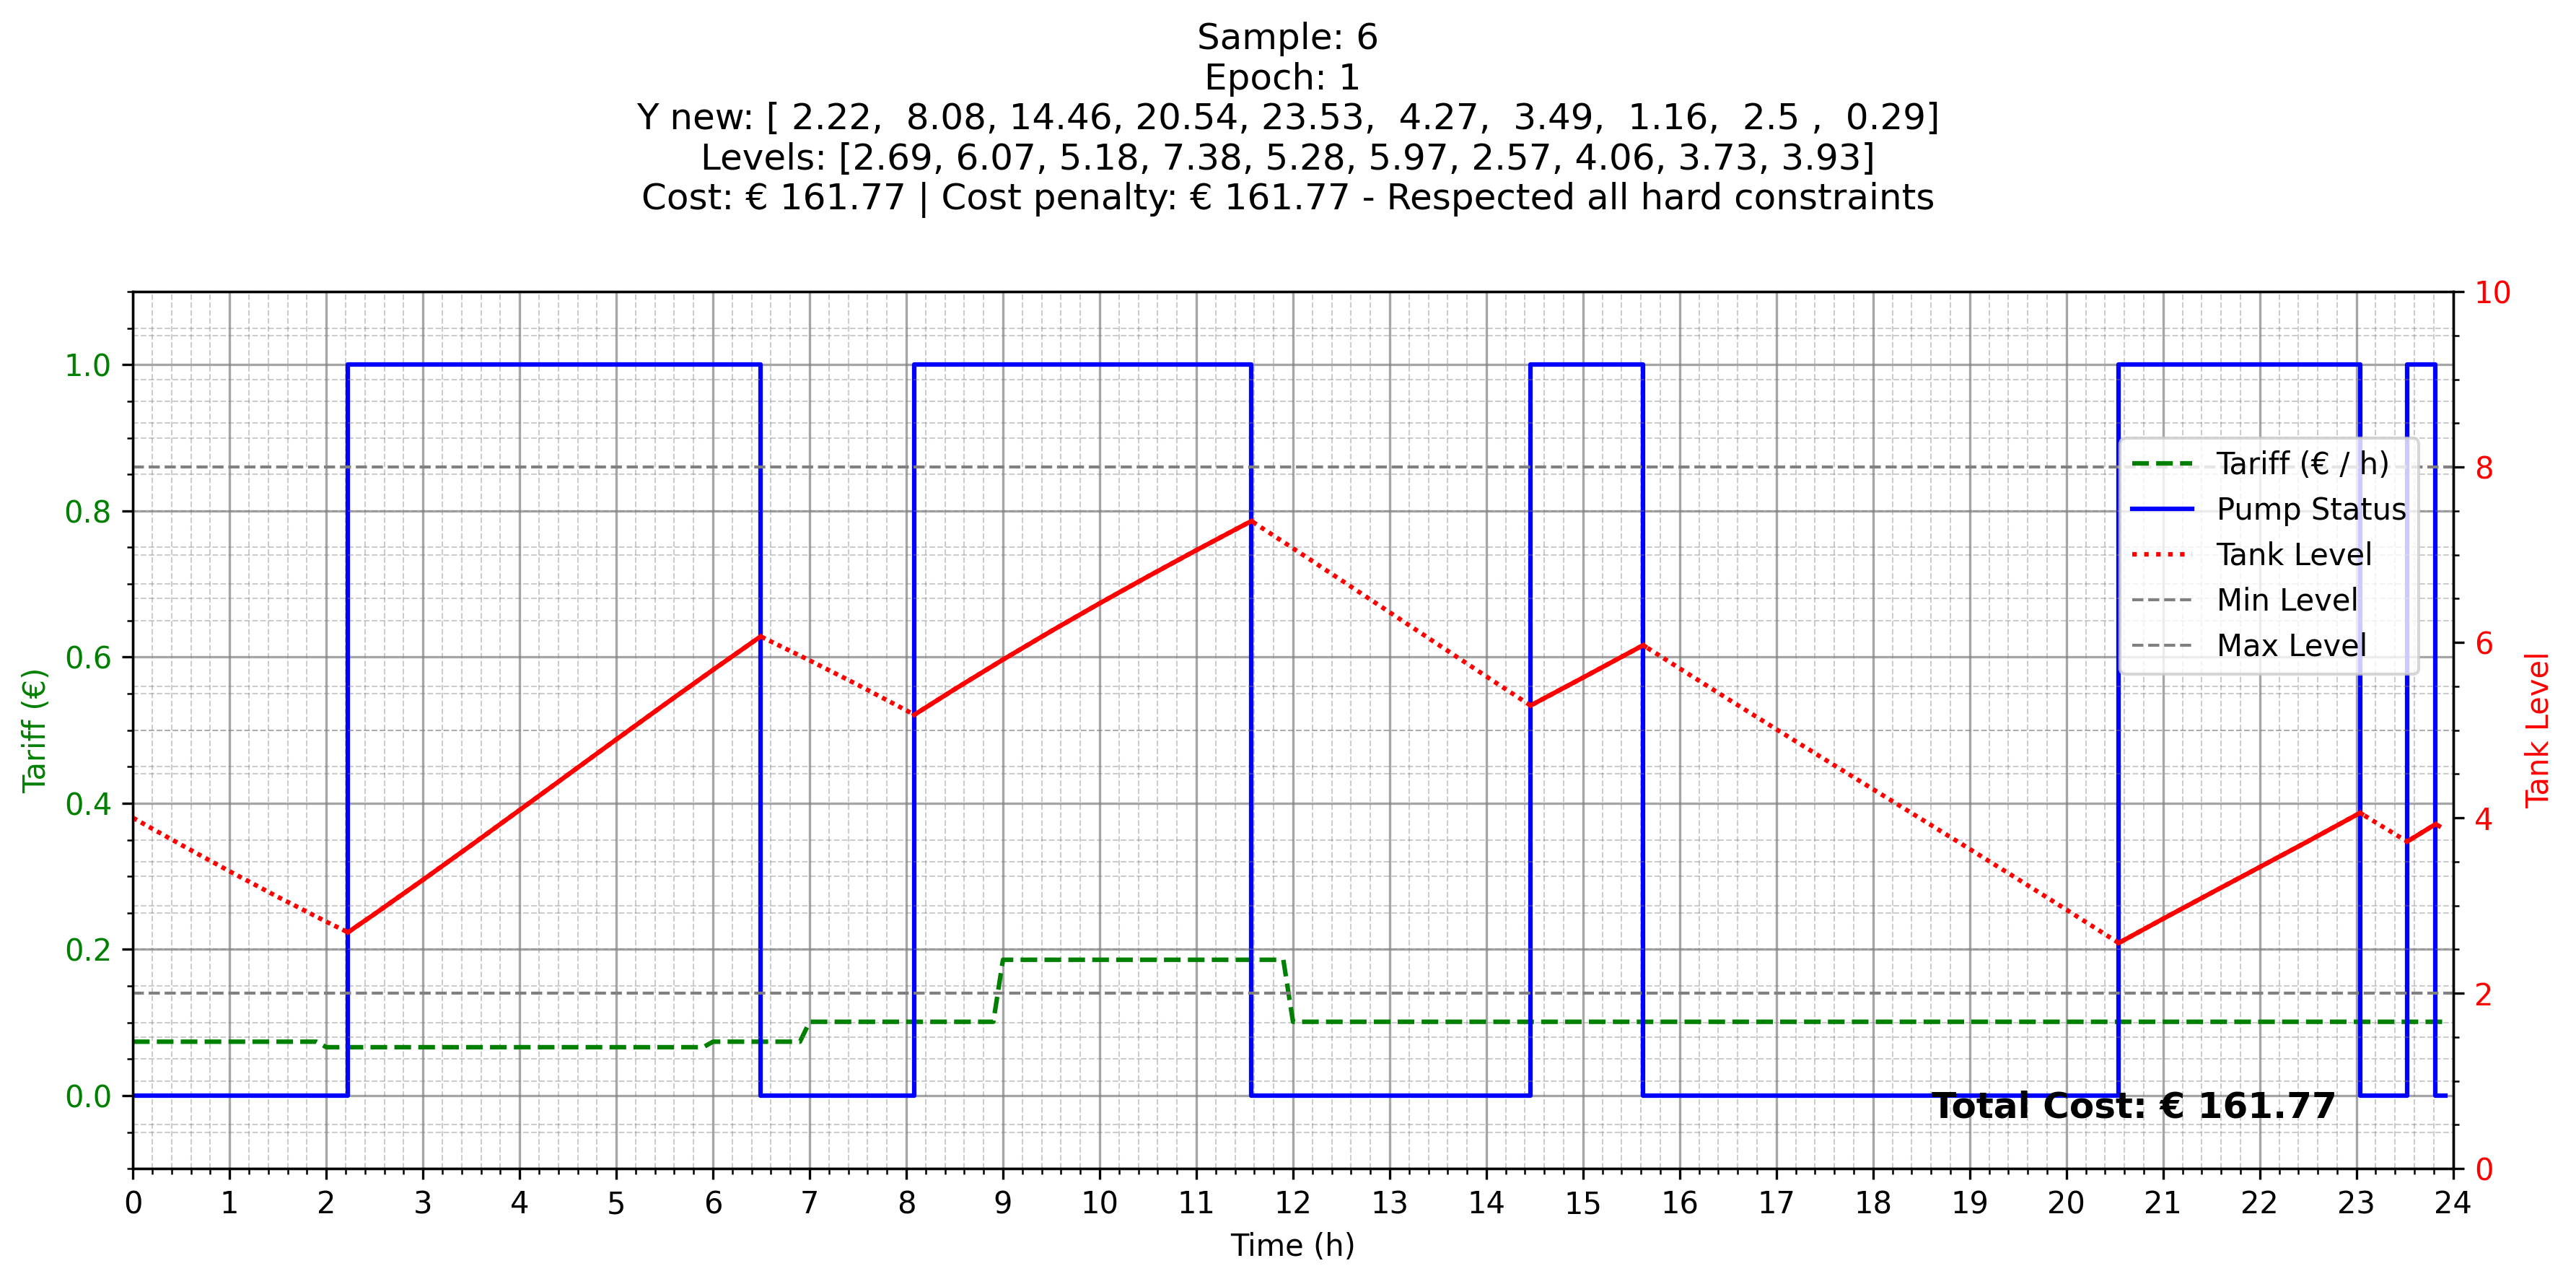 Sample: 6
Epoch: 1
Y new: [ 2.22,  8.08, 14.46, 20.54, 23.53,  4.27,  3.49,  1.16,  2.5 ,  0.29]
Levels: [2.69, 6.07, 5.18, 7.38, 5.28, 5.97, 2.57, 4.06, 3.73, 3.93]
Cost: € 161.77 | Cost penalty: € 161.77 - Respected all hard constraints
Tariff (€)
1.0
0.8
0.6
0.4
0.2
0.0
10
8
6
4
2
0
Tank Level
Tariff (€ / h)
Pump Status
Tank Level
Min Level
Max Level
Total Cost: € 161.77
0 1 2 3 4 5 6 7 8 9 10 11 12 13 14 15 16 17 18 19 20 21 22 23 24
Time (h)